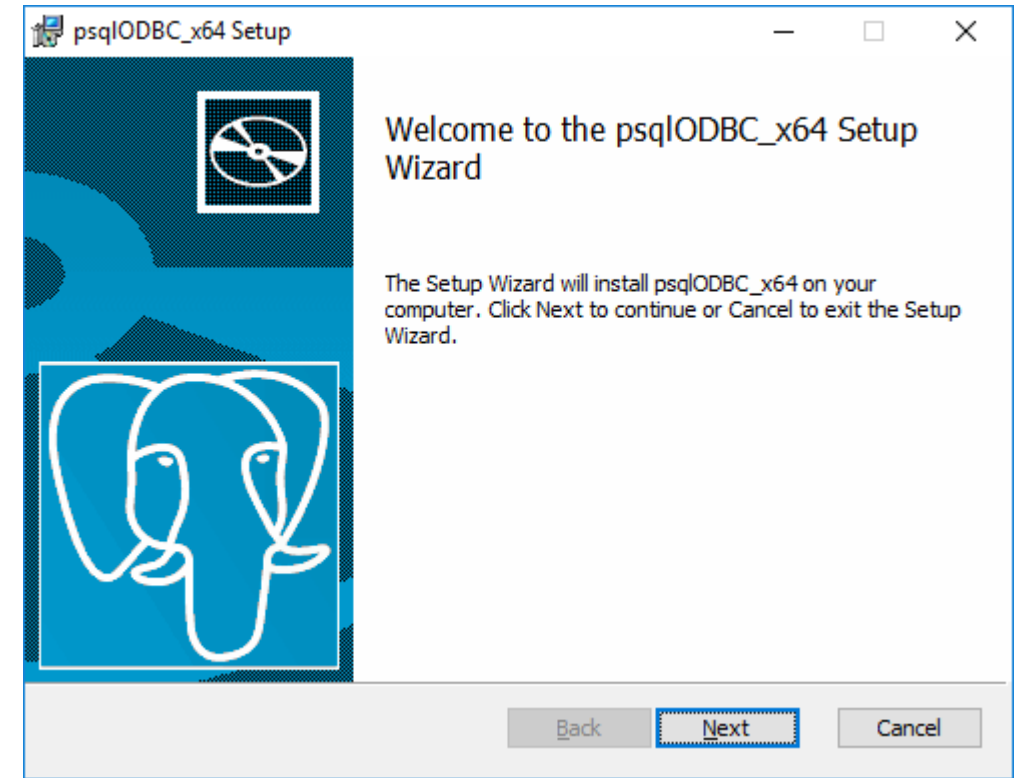 psqlODBC_x64 Setup
Welcome to the psqlODBC_x64 Setup
Wizard
The Setup Wizard will install psqlODBC_x64 on your
computer. Click Next to continue or Cancel to exit the Setup
Wizard.
Back Next Cancel